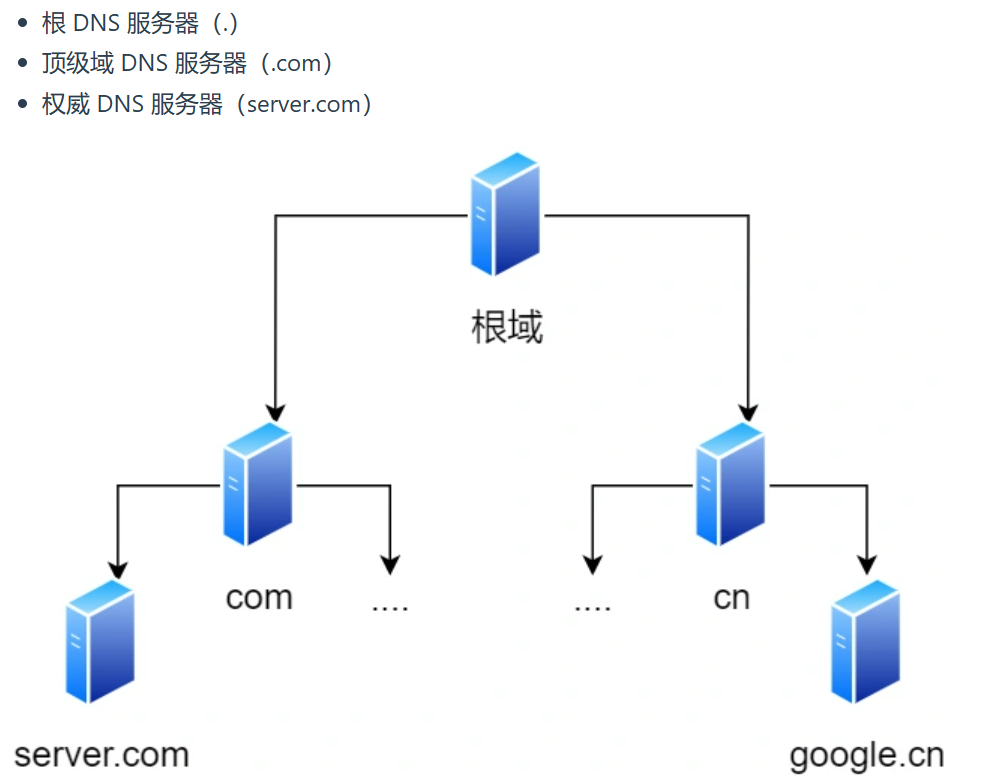 根 DNS 服务器（.）
顶级域 DNS 服务器（.com）
权威 DNS 服务器（server.com）
根域
com
....
....
cn
server.com
google.cn